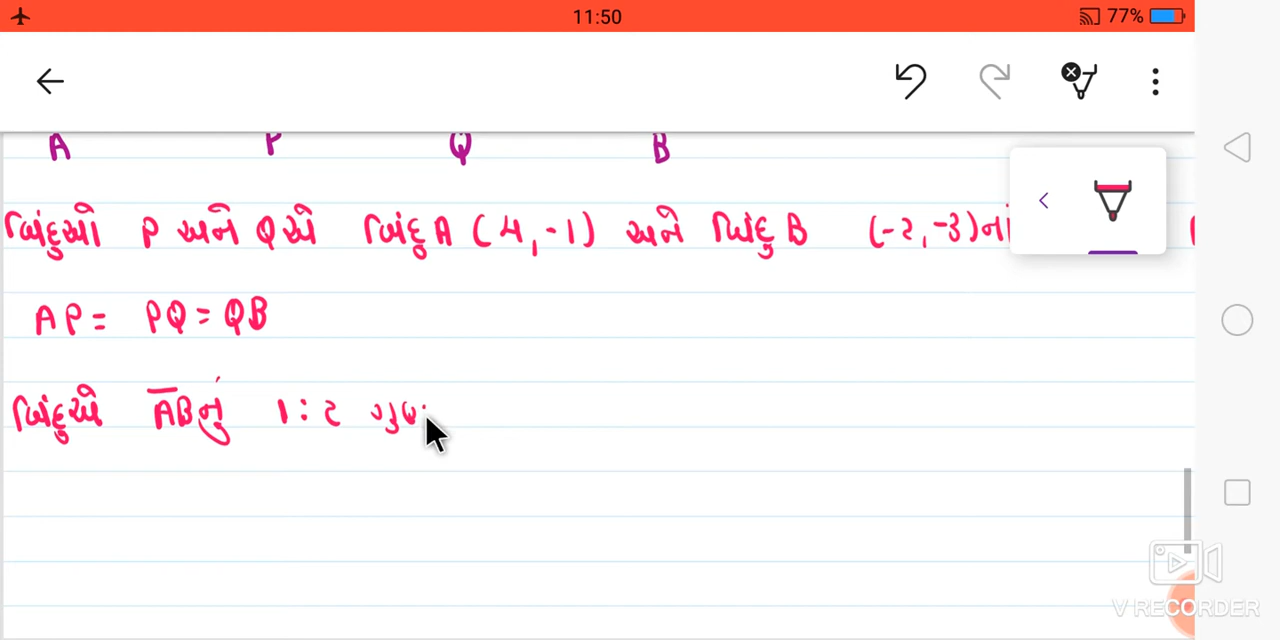 11:50 77%
A P Q B
બિંદુઓ P અને Q એ બિંદુ A (4, -1) અને બિંદુ B (-2, -3)ના
AP = PQ = QB
બિંદુઓ AB નું 1:2
V RECORDER